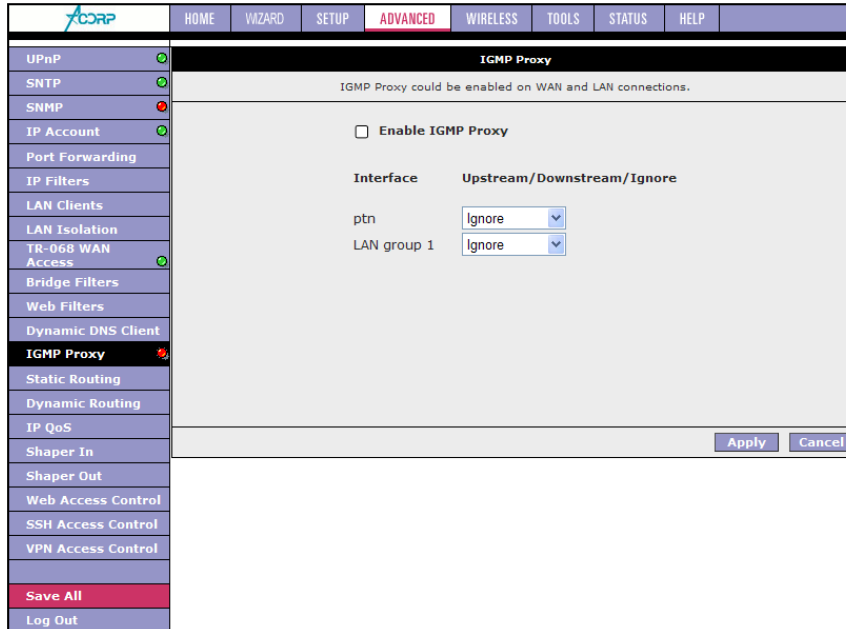 ACORP
HOME WIZARD SETUP ADVANCED WIRELESS TOOLS STATUS HELP
UPnP
SNTP
SNMP
IP Account
Port Forwarding
IP Filters
LAN Clients
LAN Isolation
TR-068 WAN
Access
Bridge Filters
Web Filters
Dynamic DNS Client
IGMP Proxy
Static Routing
Dynamic Routing
IP QoS
Shaper In
Shaper Out
Web Access Control
SSH Access Control
VPN Access Control
Save All
Log Out
IGMP Proxy
IGMP Proxy could be enabled on WAN and LAN connections.
Enable IGMP Proxy
Interface Upstream/Downstream/Ignore
ptn Ignore
LAN group 1 Ignore
Apply Cancel